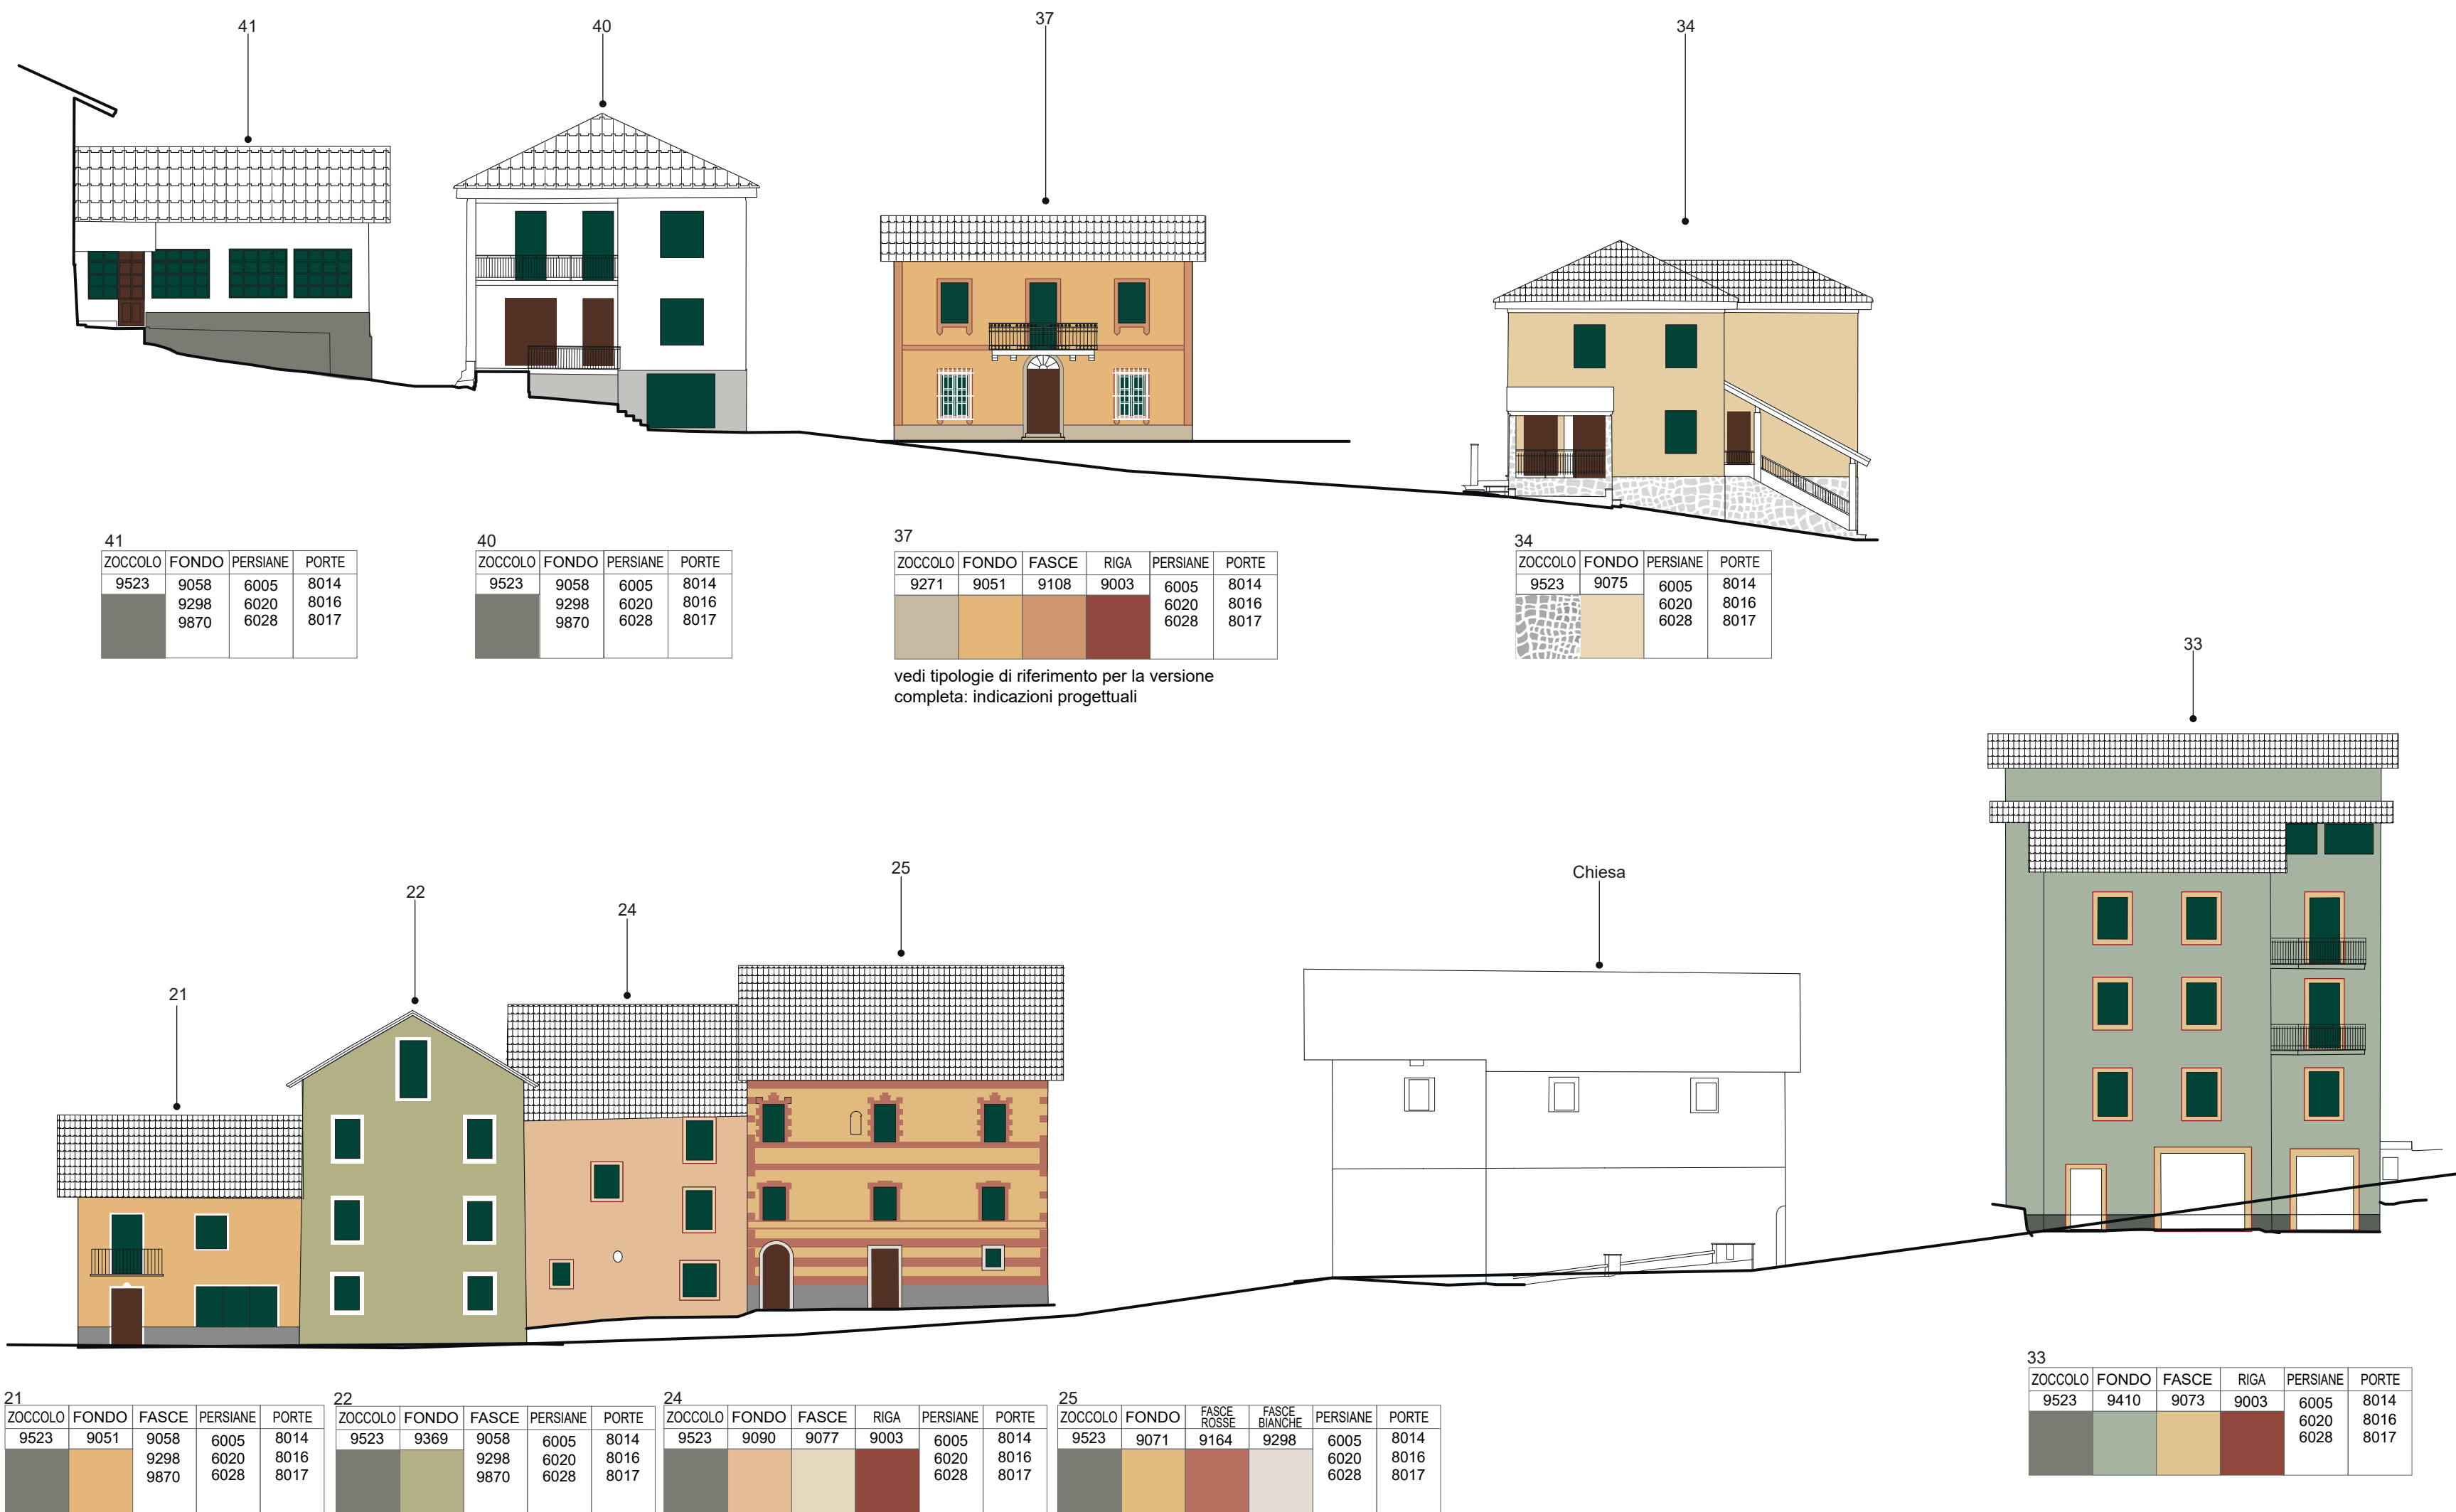 41
40
37
34
41
ZOCCOLO FONDO PERSIANE PORTE
9523 9058 6005 8014
9298 6020 8016
9870 6028 8017
40
ZOCCOLO FONDO PERSIANE PORTE
9523 9058 6005 8014
9298 6020 8016
9870 6028 8017
37
ZOCCOLO FONDO FASCE RIGA PERSIANE PORTE
9271 9051 9108 9003 6005 8014
6020 8016
6028 8017
vedi tipologie di riferimento per la versione
completa: indicazioni progettuali
34
ZOCCOLO FONDO PERSIANE PORTE
9523 9075 6005 8014
6020 8016
6028 8017
33
21
22
24
25
Chiesa
33
ZOCCOLO FONDO FASCE RIGA PERSIANE PORTE
9523 9410 9073 9003 6005 8014
6020 8016
6028 8017
21
ZOCCOLO FONDO FASCE PERSIANE PORTE
9523 9051 9058 6005 8014
9298 6020 8016
9870 6028 8017
22
ZOCCOLO FONDO FASCE PERSIANE PORTE
9523 9369 9058 6005 8014
9298 6020 8016
9870 6028 8017
24
ZOCCOLO FONDO FASCE RIGA PERSIANE PORTE
9523 9090 9077 9003 6005 8014
6020 8016
6028 8017
25
ZOCCOLO FONDO FASCE ROSSE FASCE BIANCHE PERSIANE PORTE
9523 9071 9164 9298 6005 8014
6020 8016
6028 8017